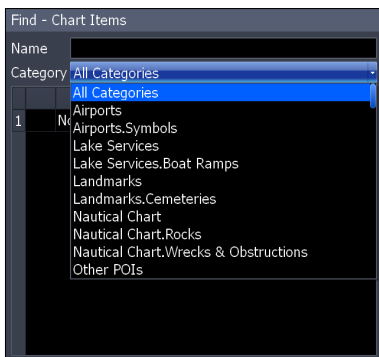 Find - Chart Items
Name
Category All Categories
All Categories
Airports
1 Airports.Symbols
Lake Services
Lake Services.Boat Ramps
Landmarks
Landmarks.Cemeteries
Nautical Chart
Nautical Chart.Rocks
Nautical Chart.Wrecks & Obstructions
Other POIs